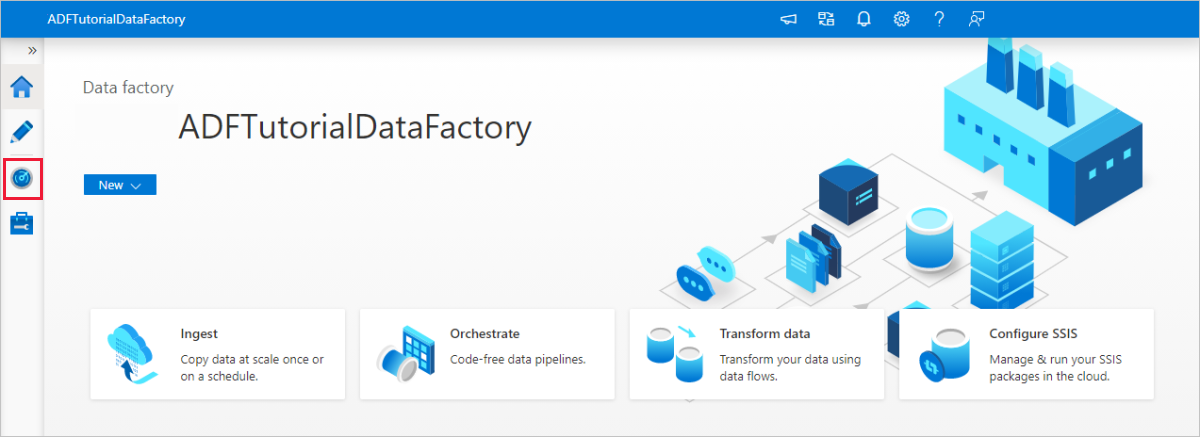 ADFTutorialDataFactory
Data factory
ADFTutorialDataFactory
New
Ingest
Copy data at scale once or
on a schedule.
Orchestrate
Code-free data pipelines.
Transform data
Transform your data using
data flows.
Configure SSIS
Manage & run your SSIS
packages in the cloud.